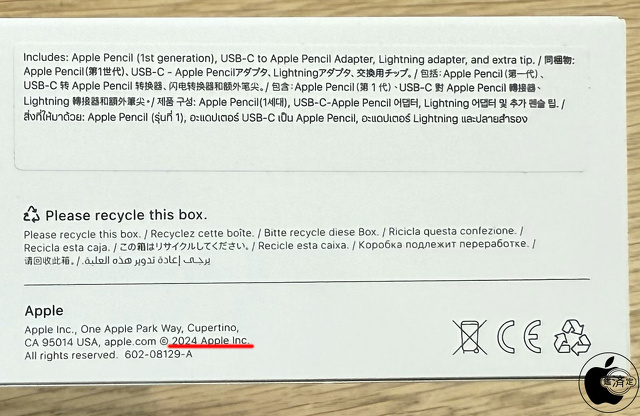 Includes: Apple Pencil (1st generation), USB-C to Apple Pencil Adapter, Lightning adapter, and extra tip. / 同梱物:
Apple Pencil(第1世代)、USB-C - Apple Pencilアダプタ、Lightningアダプタ、交換用チップ。/ 包括: Apple Pencil (第一代)、
USB-C 转 Apple Pencil 转换器、闪电转换器和额外笔尖。/ 包含: Apple Pencil (第 1 代)、USB-C 對 Apple Pencil 轉接器、
Lightning 轉接器和額外筆尖。/ 제품 구성: Apple Pencil(1세대), USB-C-Apple Pencil 어댑터, Lightning 어댑터 및 추가 펜슬 팁. /
สิ่งที่ให้มาด้วย: Apple Pencil (รุ่นที่ 1), อะแดปเตอร์ USB-C เป็น Apple Pencil, อะแดปเตอร์ Lightning และปลายสำรอง
Please recycle this box.
Please recycle this box. / Recyclez cette boîte. / Bitte recycle diese Box. / Ricicla questa confezione. /
Recicla esta caja. / この箱はリサイクルしてください。/ Recicle esta caixa. / Коробка подлежит переработке. /
请回收此箱。/ يرجى إعادة تدوير هذه العلبة.
Apple
Apple Inc., One Apple Park Way, Cupertino,
CA 95014 USA, apple.com © 2024 Apple Inc.
All rights reserved. 602-08129-A
CE
鑑済定